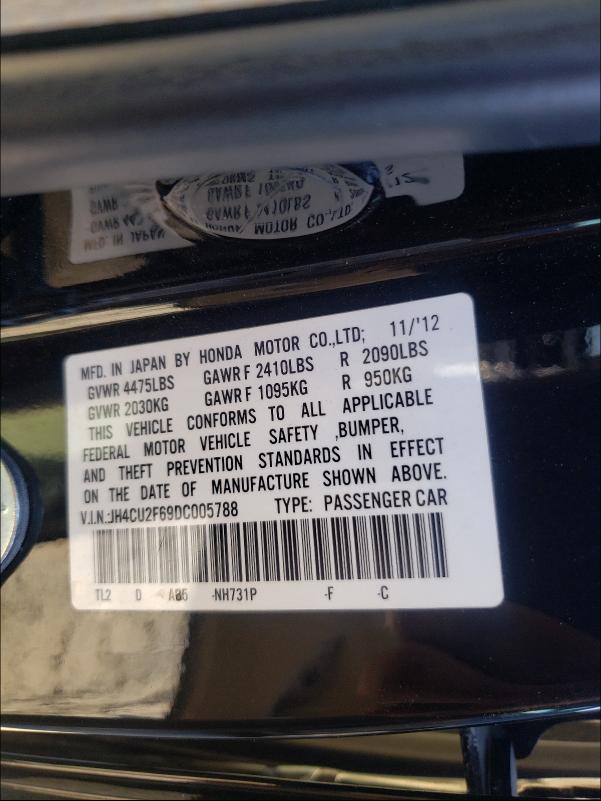 MFD. IN JAPAN BY HONDA MOTOR CO.,LTD; 11/'12
GVWR 4475LBS GAWR F 2410LBS R 2090LBS
GVWR 2030KG GAWR F 1095KG R 950KG
THIS VEHICLE CONFORMS TO ALL APPLICABLE
FEDERAL MOTOR VEHICLE SAFETY ,BUMPER,
AND THEFT PREVENTION STANDARDS IN EFFECT
ON THE DATE OF MANUFACTURE SHOWN ABOVE.
V.I.N.:JH4CU2F69DC005788 TYPE: PASSENGER CAR
TL2 D -NH731P -F -C